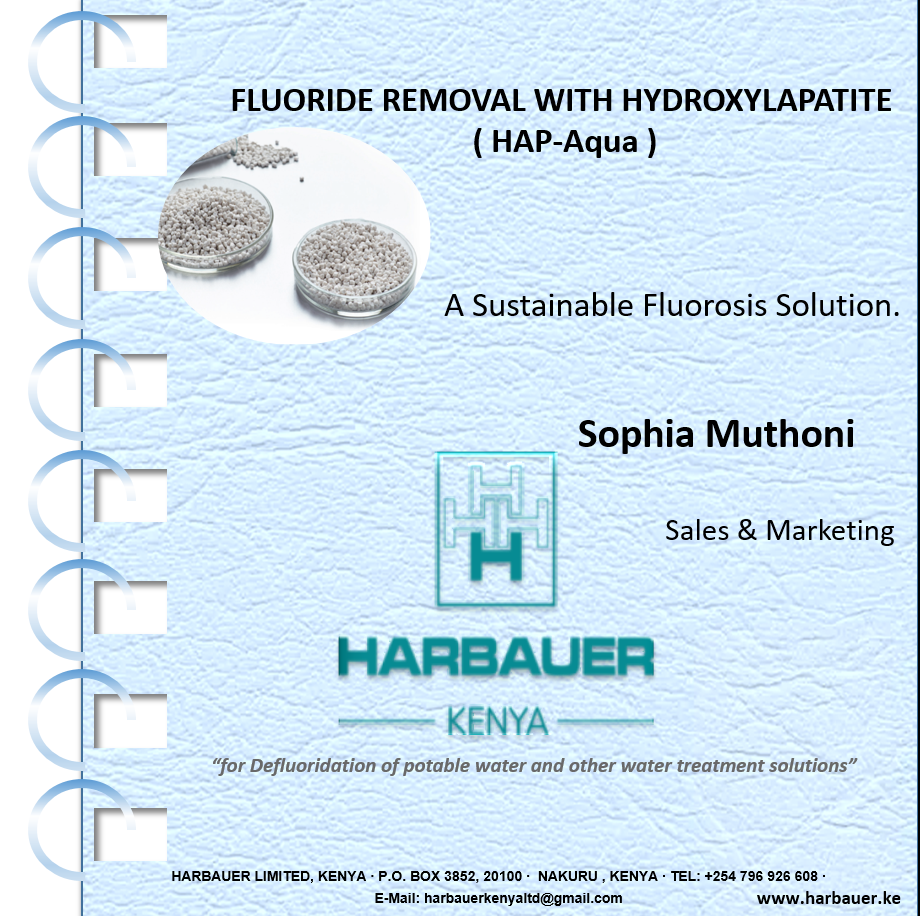 FLUORIDE REMOVAL WITH HYDROXYLAPATITE
( HAP-Aqua )
A Sustainable Fluorosis Solution.
Sophia Muthoni
Sales & Marketing
H
HARBAUER
KENYA
“for Defluoridation of potable water and other water treatment solutions”
HARBAUER LIMITED, KENYA · P.O. BOX 3852, 20100 · NAKURU , KENYA · TEL: +254 796 926 608 ·
E-Mail: harbauerkenyaltd@gmail.com www.harbauer.ke